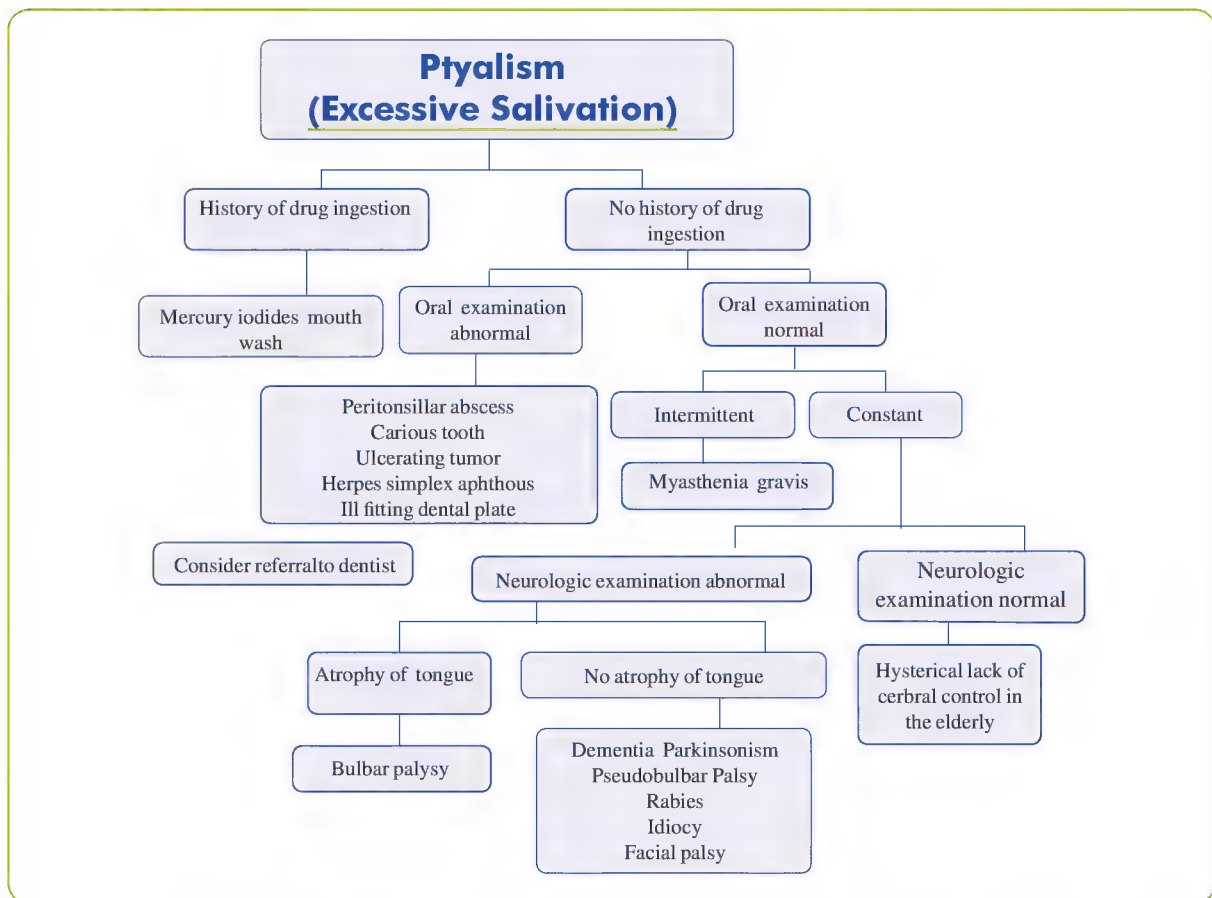 Ptyalism
(Excessive Salivation)
History of drug ingestion
No history of drug
ingestion
Mercury iodides mouth
wash
Oral examination
abnormal
Oral examination
normal
Peritonsillar abscess
Carious tooth
Ulcerating tumor
Herpes simplex aphthous
Ill fitting dental plate
Intermittent
Constant
Myasthenia gravis
Consider referralto dentist
Neurologic examination abnormal
Neurologic
examination normal
Atrophy of tongue
No atrophy of tongue
Hysterical lack of
cerbral control in
the elderly
Bulbar palysy
Dementia Parkinsonism
Pseudobulbar Palsy
Rabies
Idiocy
Facial palsy